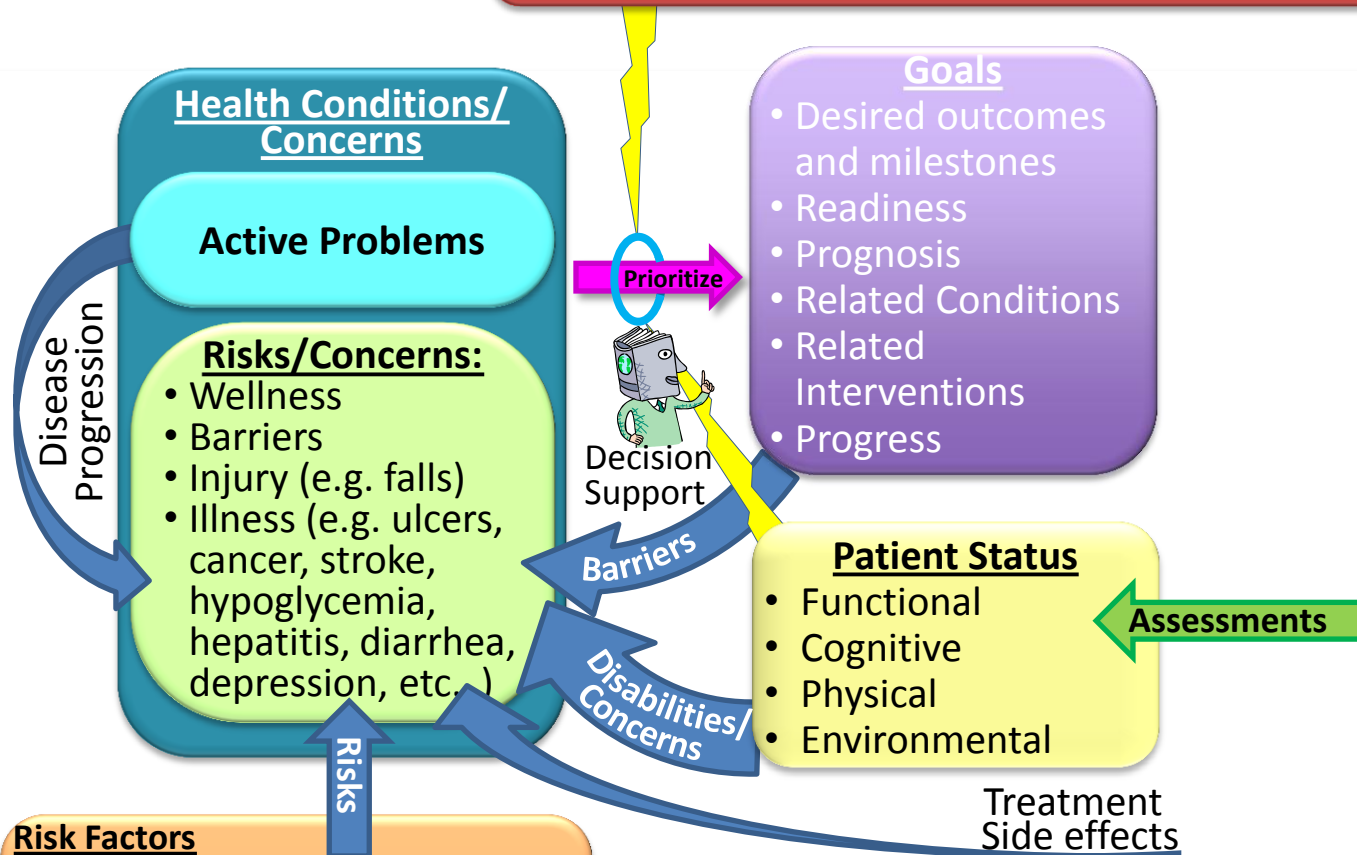 Health Conditions/
Concerns
Active Problems
Disease
Progression
Risks/Concerns:
• Wellness
• Barriers
• Injury (e.g. falls)
• Illness (e.g. ulcers,
cancer, stroke,
hypoglycemia,
hepatitis, diarrhea,
depression, etc. )
Prioritize
Decision
Support
Goals
• Desired outcomes
and milestones
• Readiness
• Prognosis
• Related Conditions
• Related
Interventions
• Progress
Barriers
Patient Status
• Functional
• Cognitive
• Physical
• Environmental
Assessments
Disabilities/
Concerns
Risks
Treatment
Side effects
Risk Factors